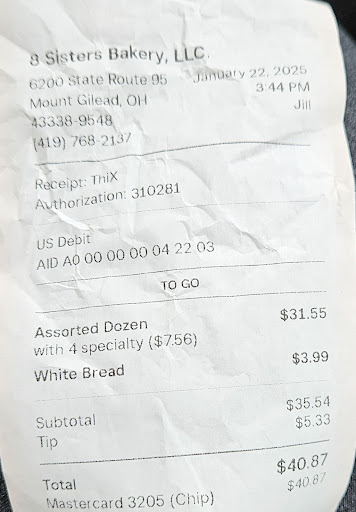 8 Sisters Bakery, LLC.
6200 State Route 95 January 22, 2025
Mount Gilead, OH 3:44 PM
43338-9548 Jill
(419) 768-2137
Receipt: ThiX
Authorization: 310281
US Debit
AID A0 00 00 00 04 22 03
TO GO
Assorted Dozen $31.55
with 4 specialty ($7.56)
White Bread $3.99
Subtotal $35.54
Tip $5.33
Total $40.87
Mastercard 3205 (Chip) $40.87